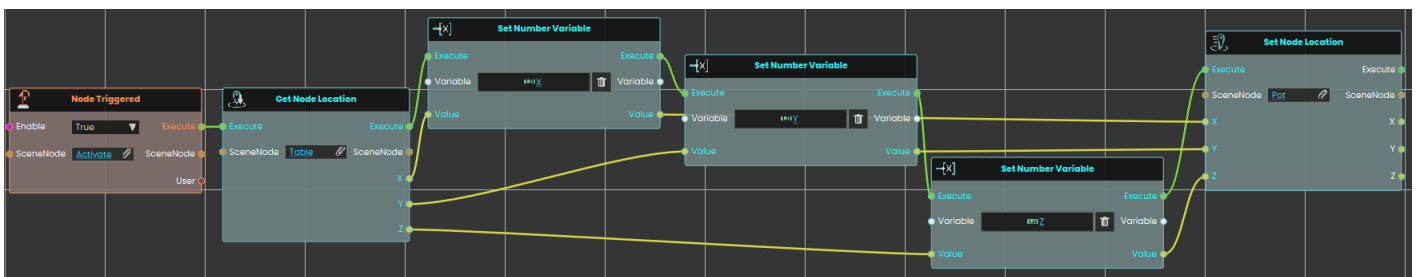 Node Triggered
Enable True Execute
SceneNode Activate SceneNode
User
Get Node Location
Execute Execute
SceneNode Table SceneNode
X
Y
Z
Set Number Variable
Execute Execute
Variable X Variable
Value Value
Set Number Variable
Execute Execute
Variable Y Variable
Value Value
Set Number Variable
Execute Execute
Variable Z Variable
Value Value
Set Node Location
Execute Execute
SceneNode Pot SceneNode
X X
Y Y
Z Z